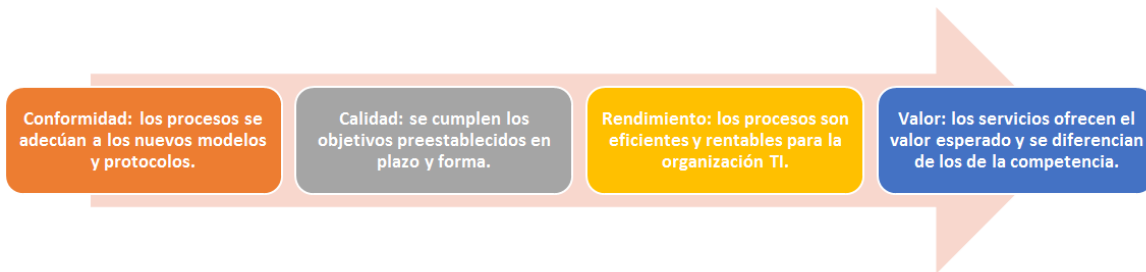 Conformidad: los procesos se
adecúan a los nuevos modelos
y protocolos.
Calidad: se cumplen los
objetivos preestablecidos en
plazo y forma.
Rendimiento: los procesos son
eficientes y rentables para la
organización TI.
Valor: los servicios ofrecen el
valor esperado y se diferencian
de los de la competencia.